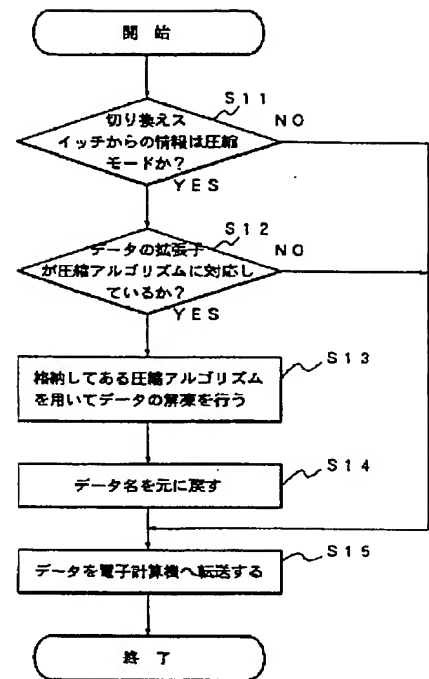 開 始
S11
切り換えス
イッチからの情報は圧縮
モードか?
NO
YES
S12
データの拡張子
が圧縮アルゴリズムに対応し
ているか?
NO
YES
S13
格納してある圧縮アルゴリズム
を用いてデータの解凍を行う
S14
データ名を元に戻す
S15
データを電子計算機へ転送する
終 了